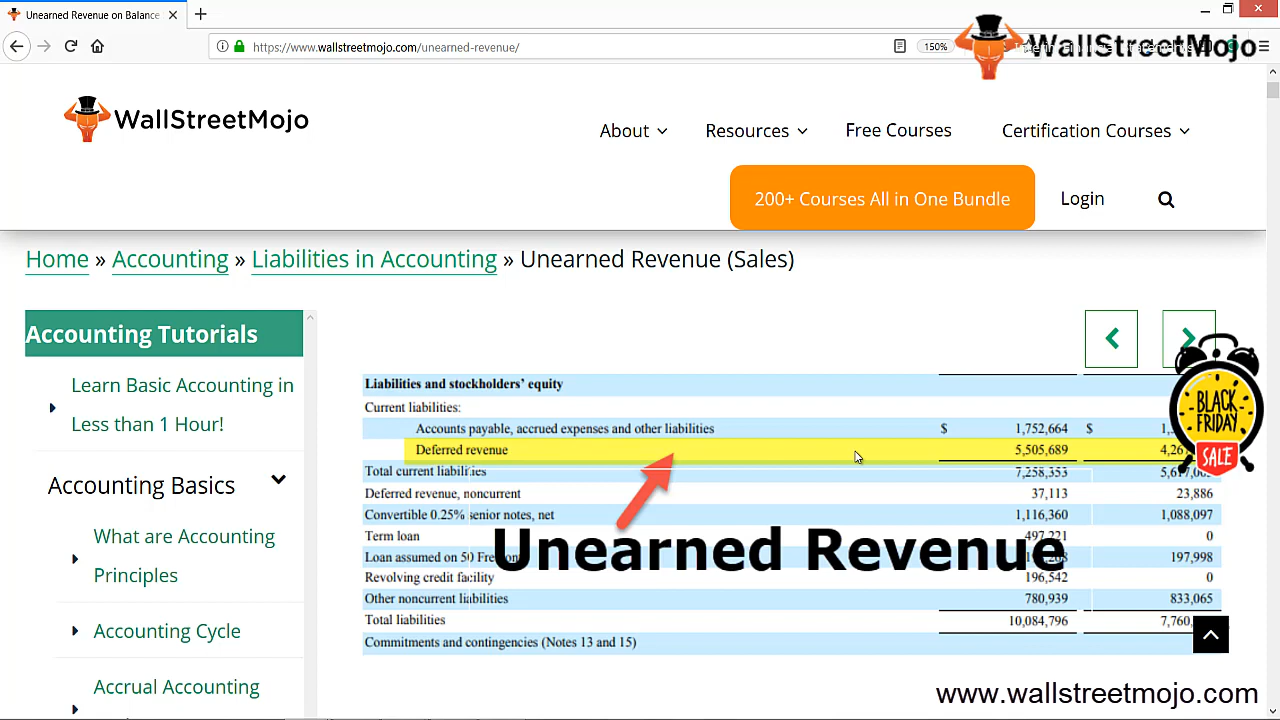 Unearned Revenue on Balance
https://www.wallstreetmojo.com/unearned-revenue/
150%
WallStreetMojo
WallStreetMojo
About
Resources
Free Courses
Certification Courses
200+ Courses All in One Bundle
Login
Home » Accounting » Liabilities in Accounting » Unearned Revenue (Sales)
Accounting Tutorials
Learn Basic Accounting in
Less than 1 Hour!
Accounting Basics
What are Accounting
Principles
Accounting Cycle
Accrual Accounting
BLACK
FRIDAY
SALE
Liabilities and stockholders' equity
Current liabilities:
Accounts payable, accrued expenses and other liabilities $ 1,752,664 $
Deferred revenue 5,505,689
Total current liabilities 7,258,353
Deferred revenue, noncurrent 37,113 23,886
Convertible 0.25% senior notes, net 1,116,360 1,088,097
Term loan 497,221 0
Loan assumed on 50 197,998
Revolving credit facility 196,542 0
Other noncurrent liabilities 780,939 833,065
Total liabilities 10,084,796
Commitments and contingencies (Notes 13 and 15)
Unearned Revenue
www.wallstreetmojo.com